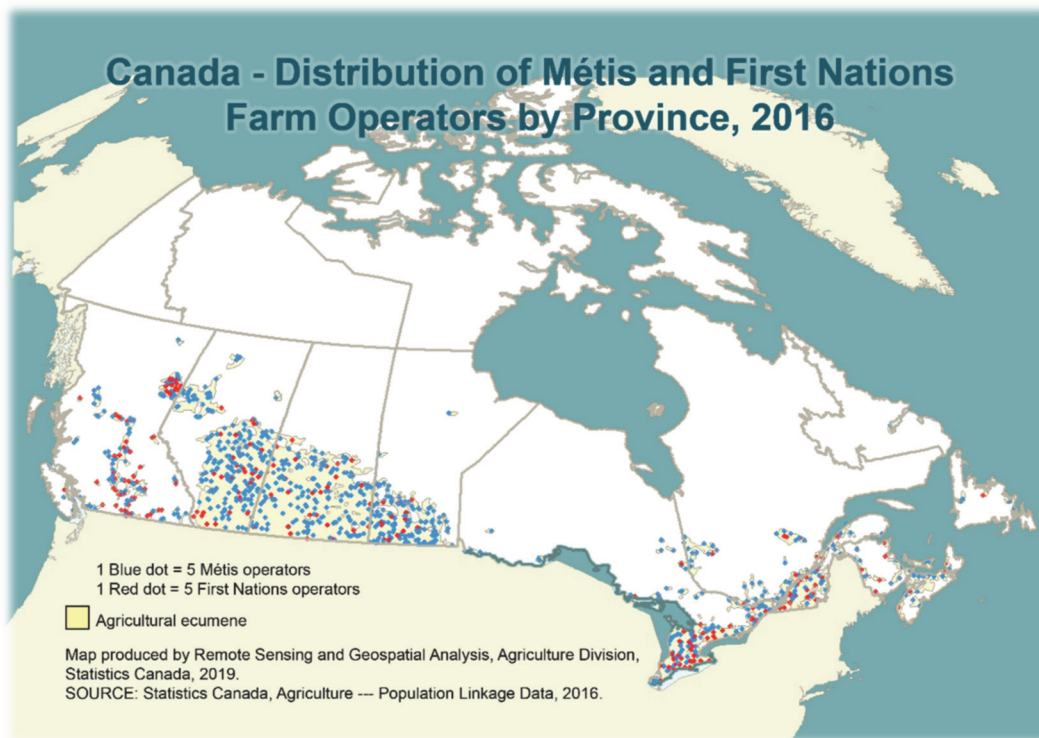 Canada - Distribution of Métis and First Nations
Farm Operators by Province, 2016
1 Blue dot = 5 Métis operators
1 Red dot = 5 First Nations operators
Agricultural ecumene
Map produced by Remote Sensing and Geospatial Analysis, Agriculture Division,
Statistics Canada, 2019.
SOURCE: Statistics Canada, Agriculture --- Population Linkage Data, 2016.